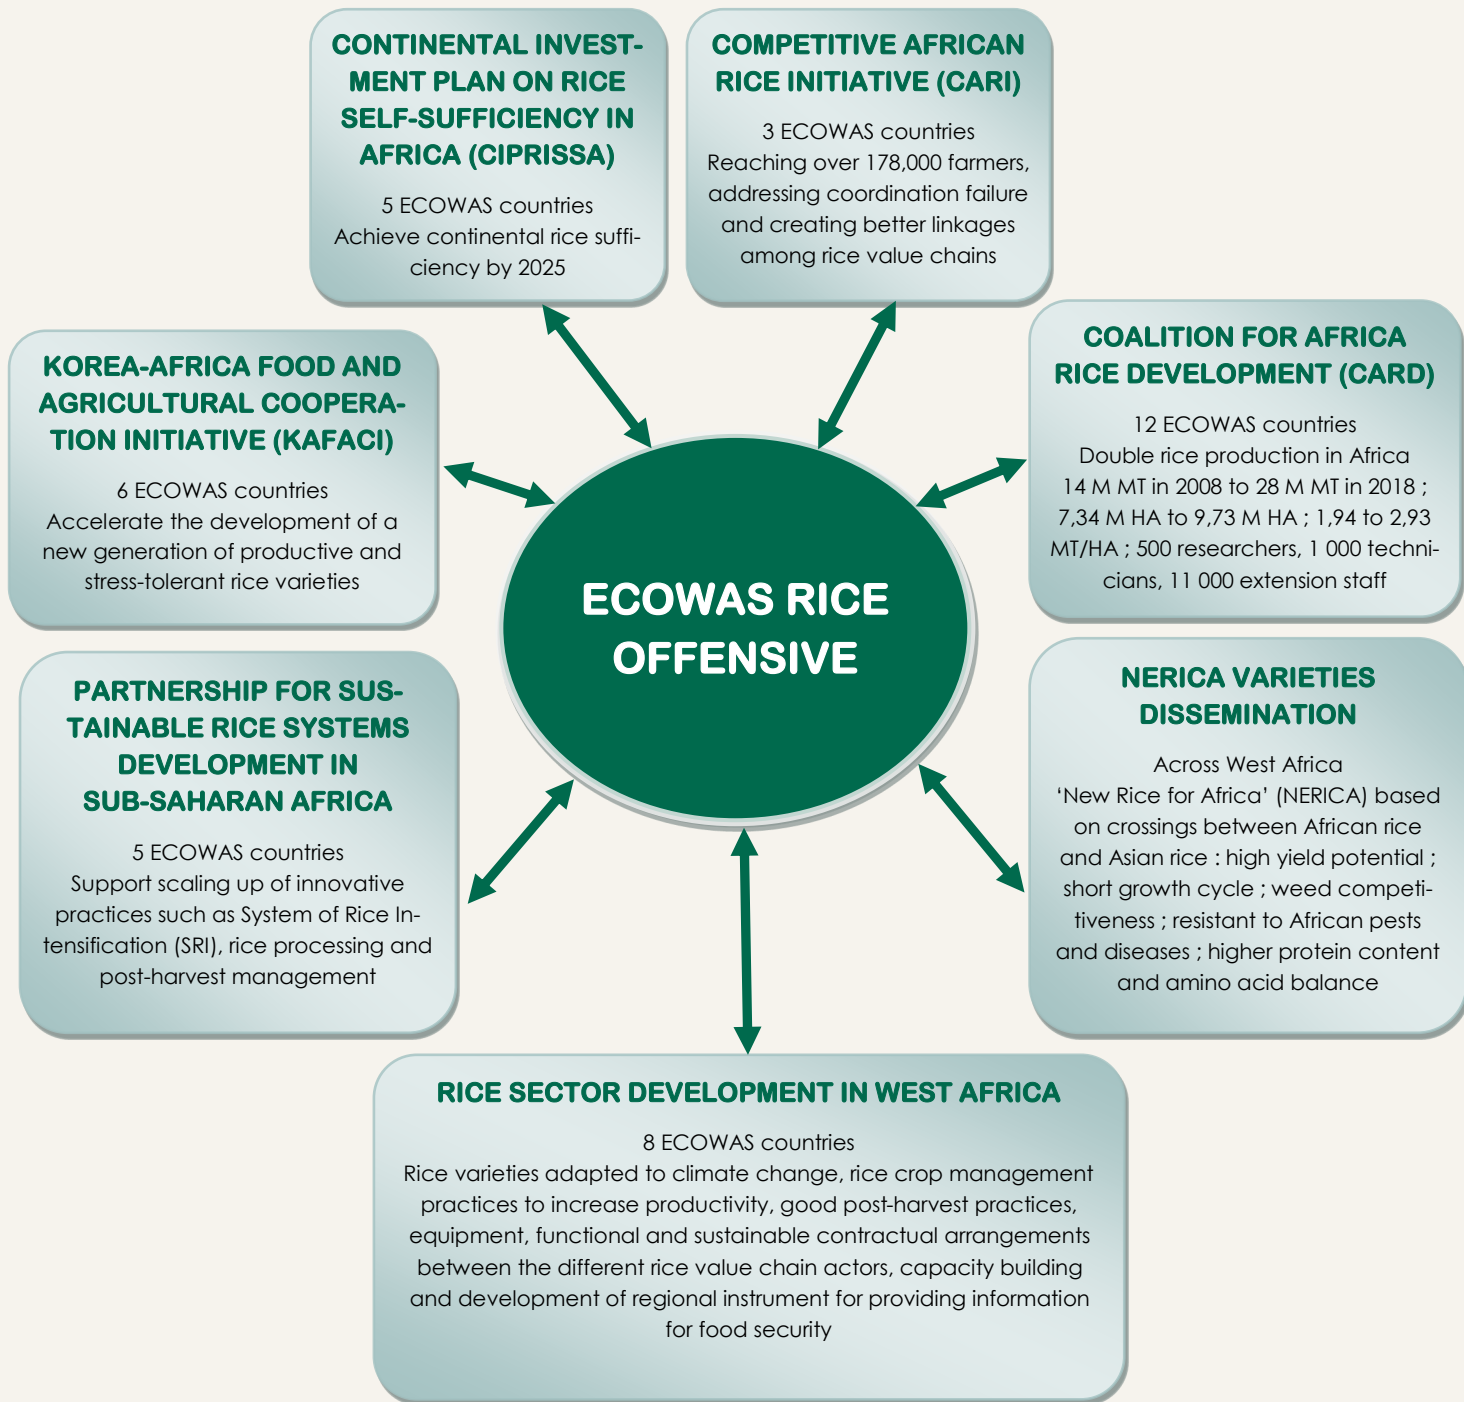 CONTINENTAL INVEST-
MENT PLAN ON RICE
SELF-SUFFICIENCY IN
AFRICA (CIPRISSA)
5 ECOWAS countries
Achieve continental rice suffi-
ciency by 2025
COMPETITIVE AFRICAN
RICE INITIATIVE (CARI)
3 ECOWAS countries
Reaching over 178,000 farmers,
addressing coordination failure
and creating better linkages
among rice value chains
KOREA-AFRICA FOOD AND
AGRICULTURAL COOPERA-
TION INITIATIVE (KAFACI)
6 ECOWAS countries
Accelerate the development of a
new generation of productive and
stress-tolerant rice varieties
COALITION FOR AFRICA
RICE DEVELOPMENT (CARD)
12 ECOWAS countries
Double rice production in Africa
14 M MT in 2008 to 28 M MT in 2018 ;
7,34 M HA to 9,73 M HA ; 1,94 to 2,93
MT/HA ; 500 researchers, 1 000 techni-
cians, 11 000 extension staff
ECOWAS RICE
OFFENSIVE
PARTNERSHIP FOR SUS-
TAINABLE RICE SYSTEMS
DEVELOPMENT IN
SUB-SAHARAN AFRICA
5 ECOWAS countries
Support scaling up of innovative
practices such as System of Rice In-
tensification (SRI), rice processing and
post-harvest management
NERICA VARIETIES
DISSEMINATION
Across West Africa
‘New Rice for Africa’ (NERICA) based
on crossings between African rice
and Asian rice : high yield potential ;
short growth cycle ; weed competi-
tiveness ; resistant to African pests
and diseases ; higher protein content
and amino acid balance
RICE SECTOR DEVELOPMENT IN WEST AFRICA
8 ECOWAS countries
Rice varieties adapted to climate change, rice crop management
practices to increase productivity, good post-harvest practices,
equipment, functional and sustainable contractual arrangements
between the different rice value chain actors, capacity building
and development of regional instrument for providing information
for food security